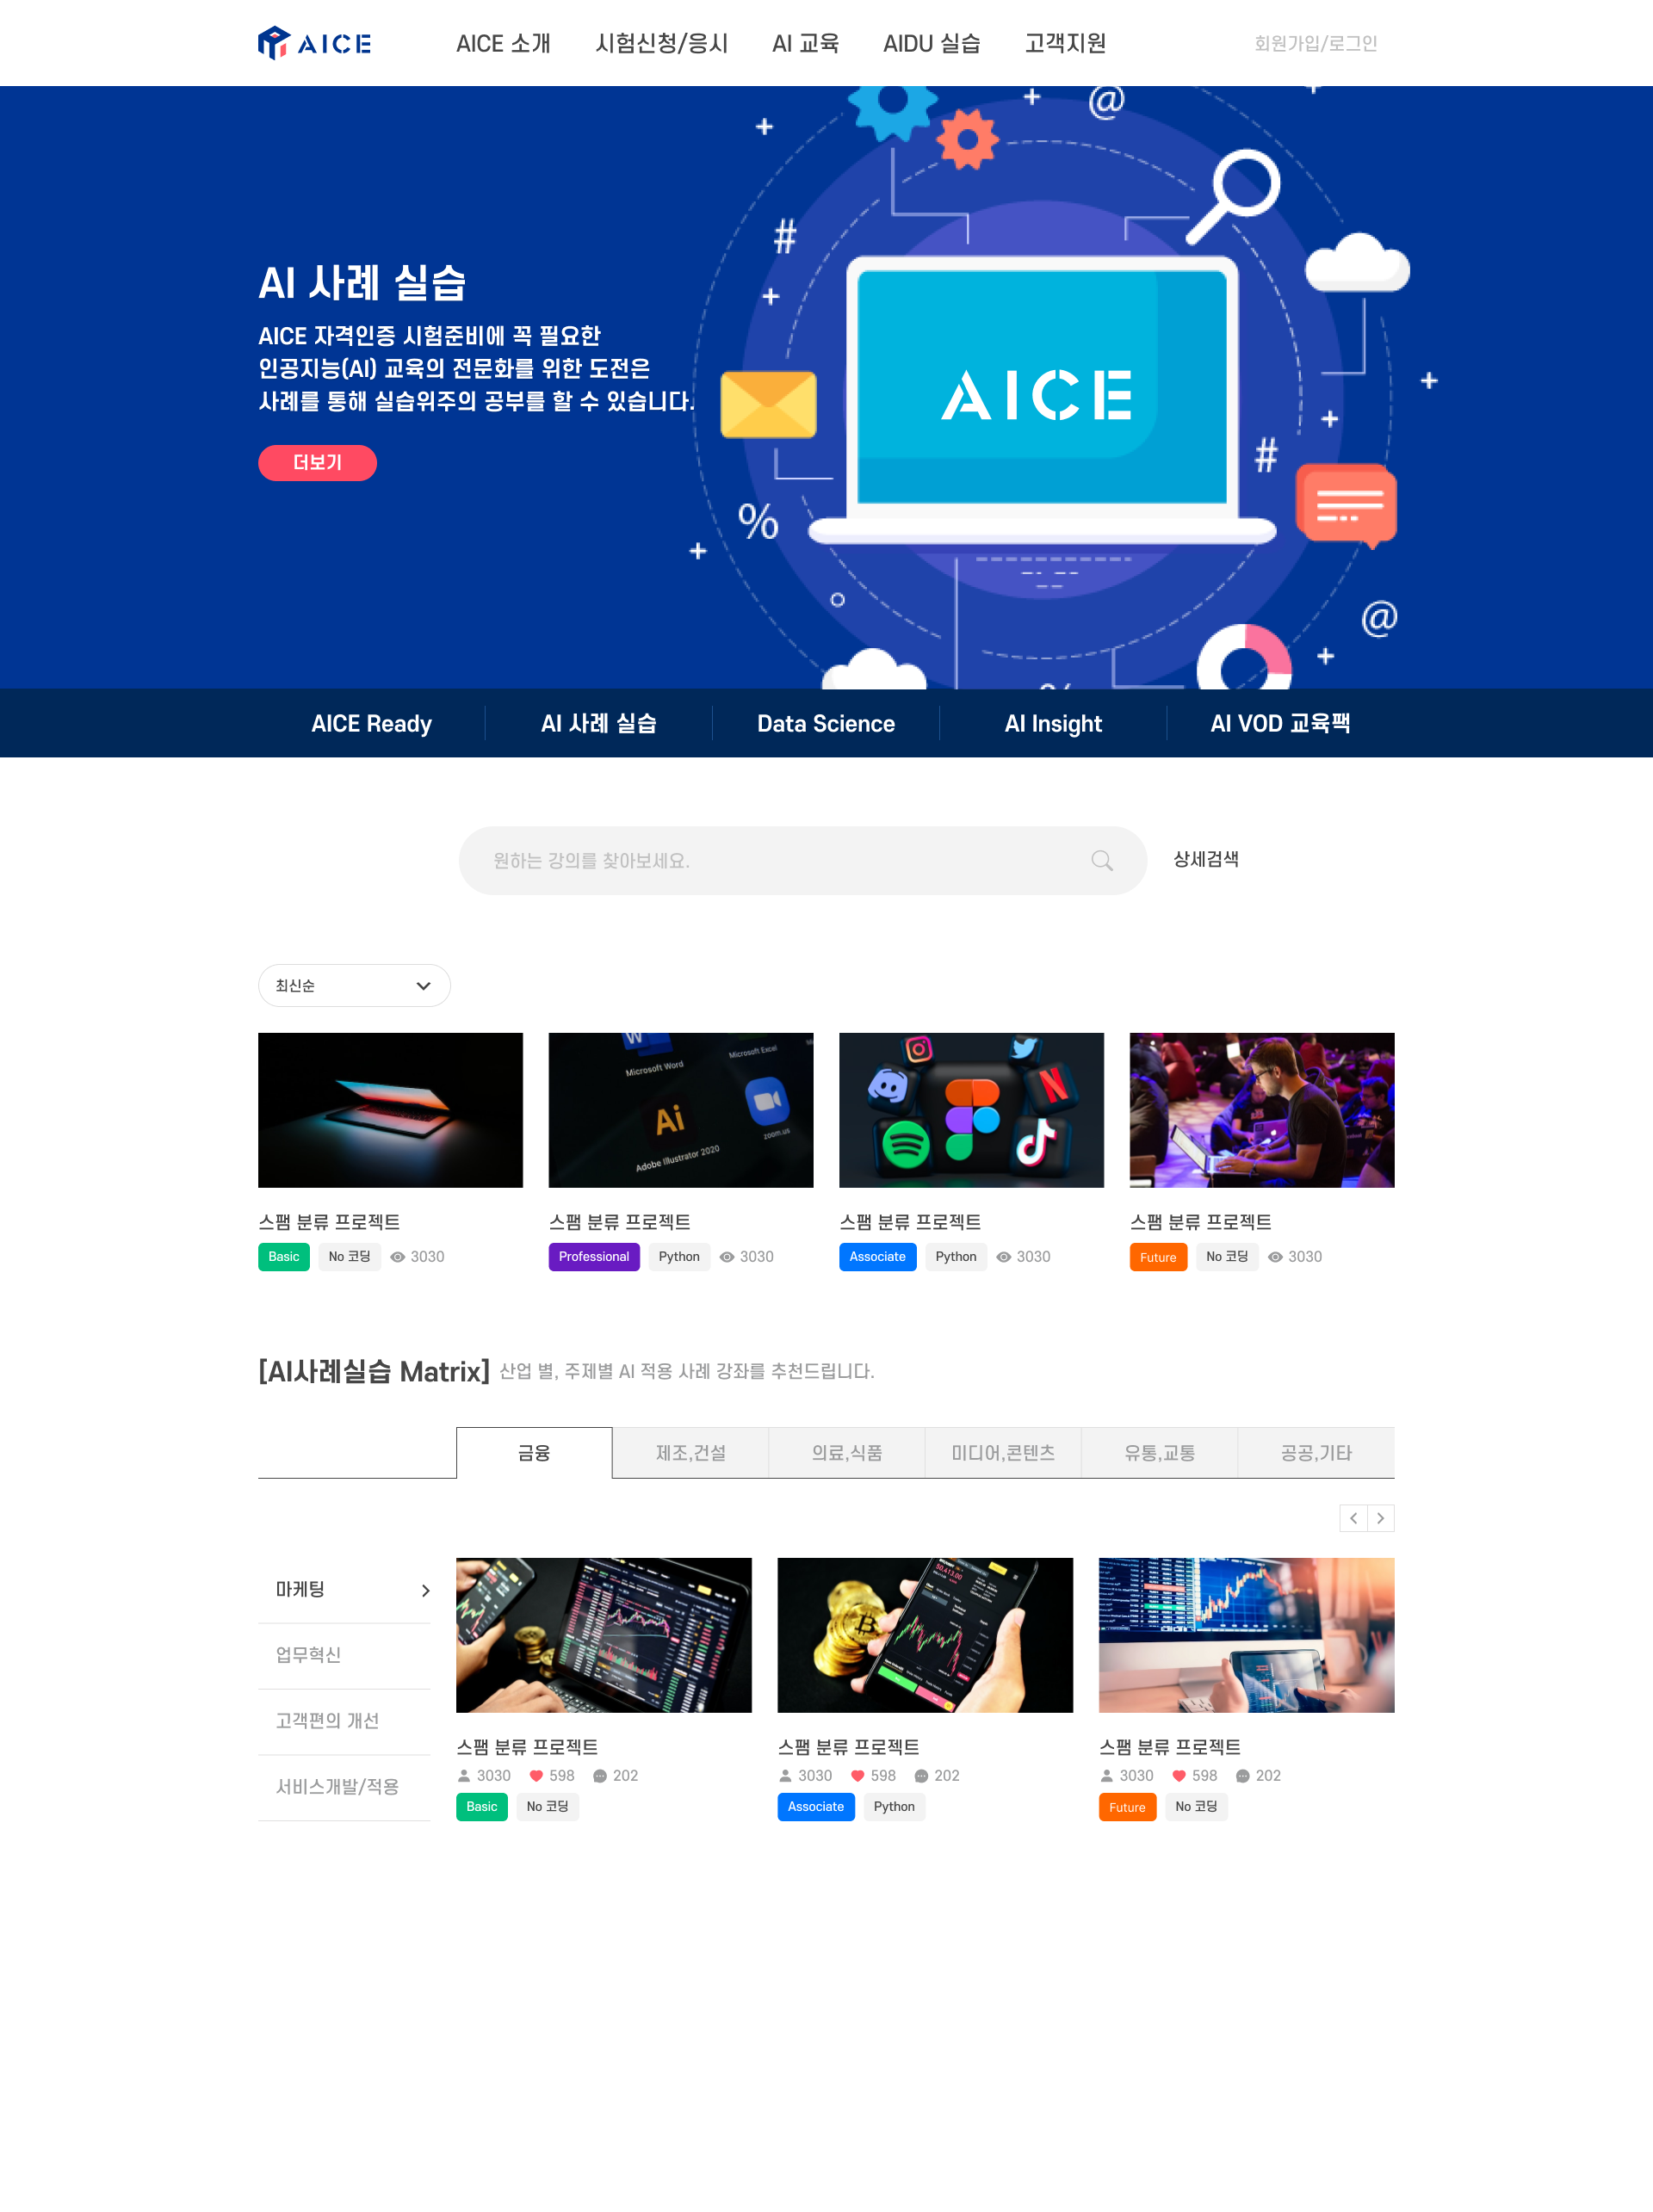 AICE
AICE 소개
시험신청/응시
AI 교육
AIDU 실습
고객지원
회원가입/로그인
AI 사례 실습
AICE 자격인증 시험준비에 꼭 필요한
인공지능(AI) 교육의 전문화를 위한 도전은
사례를 통해 실습위주의 공부를 할 수 있습니다.
더보기
AICE
AICE Ready
AI 사례 실습
Data Science
AI Insight
AI VOD 교육팩
원하는 강의를 찾아보세요.
상세검색
최신순
Microsoft Word
Microsoft Excel
Ai
zoom.us
Adobe Illustrator 2020
스팸 분류 프로젝트
Basic
No 코딩
3030
스팸 분류 프로젝트
Professional
Python
3030
스팸 분류 프로젝트
Associate
Python
3030
스팸 분류 프로젝트
Future
No 코딩
3030
[AI사례실습 Matrix] 산업 별, 주제별 AI 적용 사례 강좌를 추천드립니다.
금융
제조,건설
의료,식품
미디어,콘텐츠
유통,교통
공공,기타
마케팅
업무혁신
고객편의 개선
서비스개발/적용
스팸 분류 프로젝트
3030
598
202
Basic
No 코딩
스팸 분류 프로젝트
3030
598
202
Associate
Python
스팸 분류 프로젝트
3030
598
202
Future
No 코딩